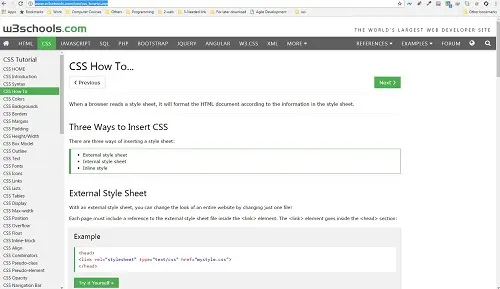 www.w3schools.com/css/css_howto.asp
Apps
Work
Computer Courses
Others
Programming
2-web
For later download
Agile Development
Other bookmarks
w3schools.com
THE WORLD'S LARGEST WEB DEVELOPER SITE
HTML CSS JAVASCRIPT SQL PHP BOOTSTRAP JQUERY ANGULAR W3.CSS XML MORE REFERENCES EXAMPLES FORUM
CSS Tutorial
CSS HOME
CSS Introduction
CSS Syntax
CSS How To
CSS Colors
CSS Backgrounds
CSS Borders
CSS Margins
CSS Padding
CSS Height/Width
CSS Box Model
CSS Outline
CSS Text
CSS Fonts
CSS Icons
CSS Links
CSS Lists
CSS Tables
CSS Display
CSS Max-width
CSS Position
CSS Overflow
CSS Float
CSS Inline-block
CSS Align
CSS Combinators
CSS Pseudo-class
CSS Pseudo-element
CSS Opacity
CSS Navigation Bar
CSS How To...
‹ Previous
Next ›
When a browser reads a style sheet, it will format the HTML document according to the information in the style sheet.
Three Ways to Insert CSS
There are three ways of inserting a style sheet:
• External style sheet
• Internal style sheet
• Inline style
External Style Sheet
With an external style sheet, you can change the look of an entire website by changing just one file!
Each page must include a reference to the external style sheet file inside the <link> element. The <link> element goes inside the <head> section:
Example
<head>
<link rel="stylesheet" type="text/css" href="mystyle.css">
</head>
Try it Yourself »